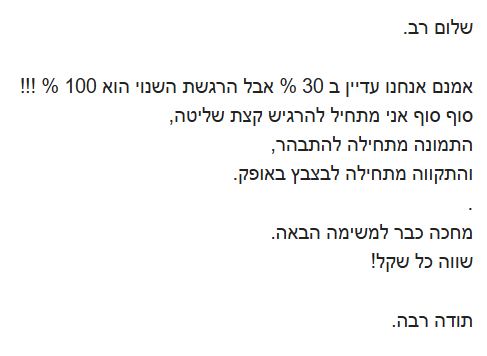 שלום רב.
אמנם אנחנו עדיין ב 30 % אבל הרגשת השנוי הוא 100 % !!!
סוף סוף אני מתחיל להרגיש קצת שליטה,
התמונה מתחילה להתבהר,
והתקווה מתחילה לבצבץ באופק.
.
מחכה כבר למשימה הבאה.
שווה כל שקל!
תודה רבה.